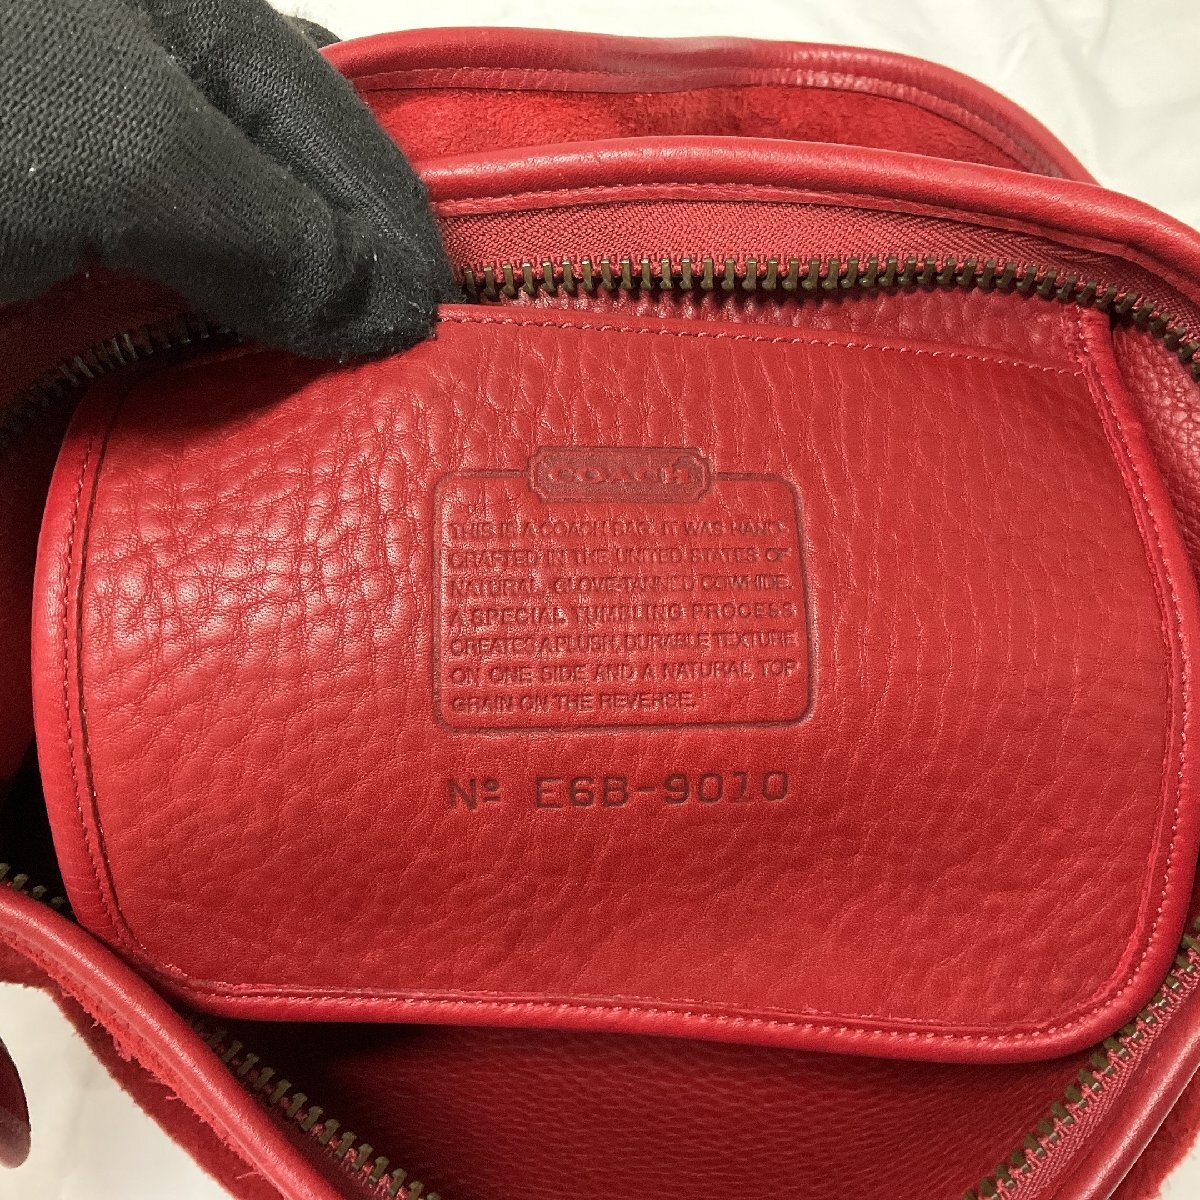 COACH
THIS IS A COACH BAG. IT WAS HAND-
CRAFTED IN THE UNITED STATES OF
NATURAL, GLOVE-TANNED COWHIDE.
A SPECIAL TUMBLING PROCESS
CREATES A PLUSH, DURABLE TEXTURE
ON ONE SIDE AND A NATURAL TOP
GRAIN ON THE REVERSE.
Nº E6B-9010